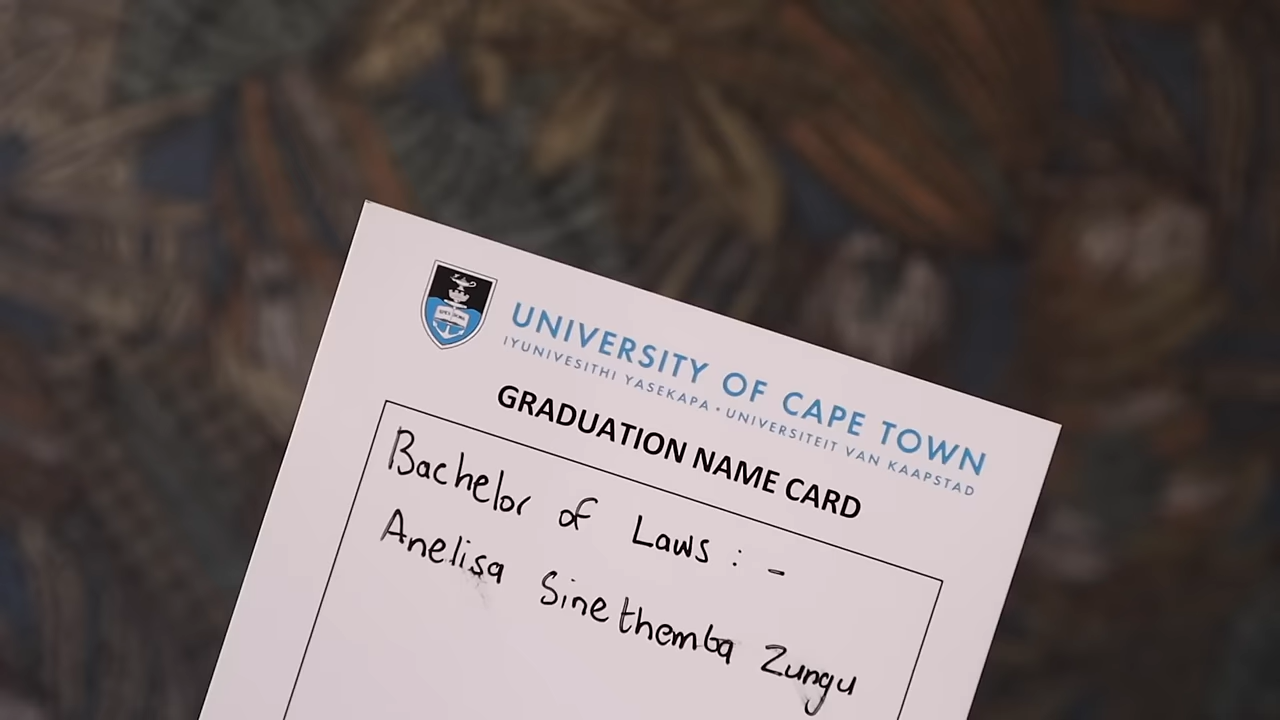 UNIVERSITY OF CAPE TOWN
IYUNIVESITHI YASEKAPA • UNIVERSITEIT VAN KAAPSTAD
GRADUATION NAME CARD
Bachelor of Laws : -
Anelisa Sinethemba Zungu